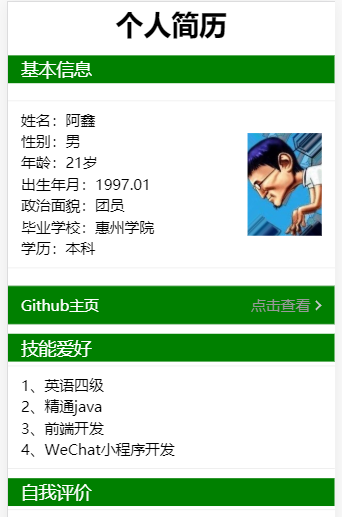 个人简历
基本信息
姓名：阿鑫
性别：男
年龄：21岁
出生年月：1997.01
政治面貌：团员
毕业学校：惠州学院
学历：本科
Github主页 点击查看
技能爱好
1、英语四级
2、精通java
3、前端开发
4、WeChat小程序开发
自我评价